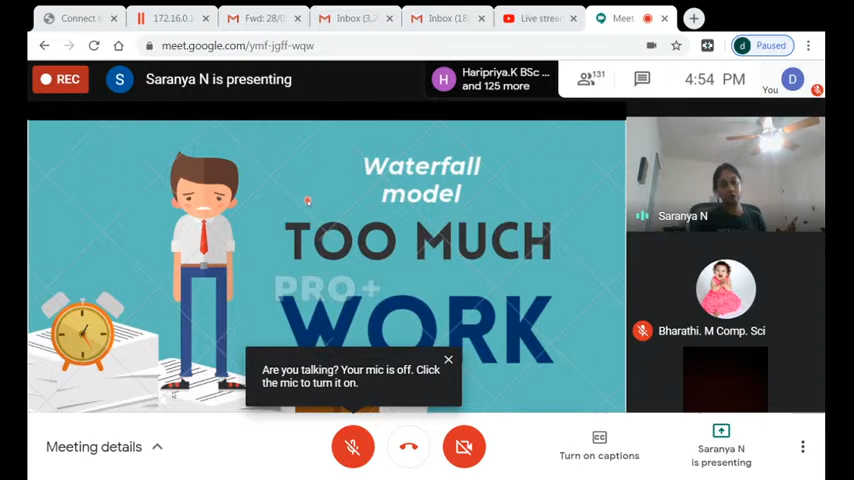 Connect s
172.16.0.1
Fwd: 28/0
Inbox (3,2
Inbox (18)
Live strea
Meet
meet.google.com/ymf-jgff-wqw
d Paused
REC
S
Saranya N is presenting
H
Haripriya.K BSc ...
and 125 more
131
4:54 PM
You
D
Waterfall
model
TOO MUCH
PRO+
WORK
Saranya N
Bharathi. M Comp. Sci
Are you talking? Your mic is off. Click
the mic to turn it on.
Meeting details
Turn on captions
Saranya N
is presenting